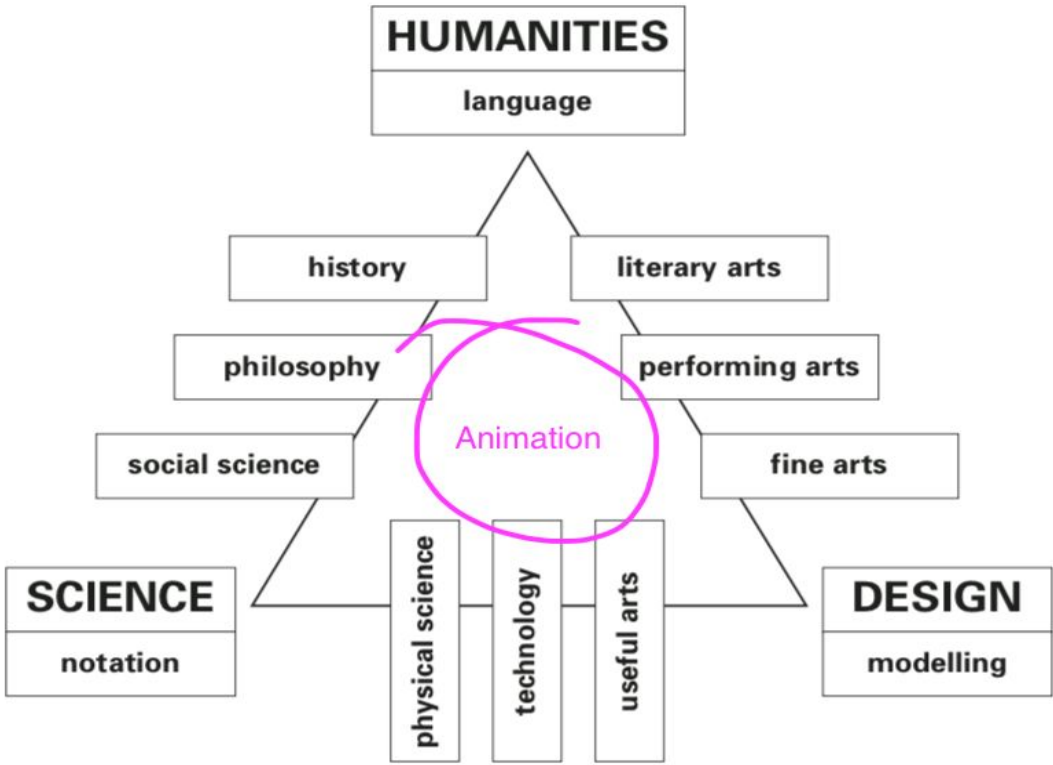 HUMANITIES
language
history
literary arts
philosophy
performing arts
Animation
social science
fine arts
physical science
technology
useful arts
SCIENCE
notation
DESIGN
modelling